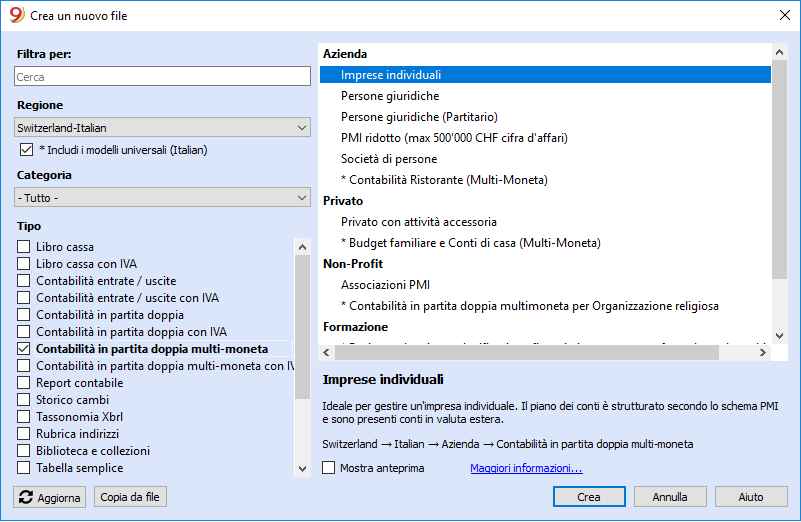 9 Crea un nuovo file
Filtra per:
Cerca
Regione
Switzerland-Italian
* Includi i modelli universali (Italian)
Categoria
- Tutto -
Tipo
Libro cassa
Libro cassa con IVA
Contabilità entrate / uscite
Contabilità entrate / uscite con IVA
Contabilità in partita doppia
Contabilità in partita doppia con IVA
Contabilità in partita doppia multi-moneta
Contabilità in partita doppia multi-moneta con
Report contabile
Storico cambi
Tassonomia Xbrl
Rubrica indirizzi
Biblioteca e collezioni
Tabella semplice
Aggiorna
Copia da file
Azienda
Imprese individuali
Persone giuridiche
Persone giuridiche (Partitario)
PMI ridotto (max 500'000 CHF cifra d'affari)
Società di persone
* Contabilità Ristorante (Multi-Moneta)
Privato
Privato con attività accessoria
* Budget familiare e Conti di casa (Multi-Moneta)
Non-Profit
Associazioni PMI
* Contabilità in partita doppia multimoneta per Organizzazione religiosa
Formazione
Imprese individuali
Ideale per gestire un'impresa individuale. Il piano dei conti è strutturato secondo lo schema PMI
e sono presenti conti in valuta estera.
Switzerland → Italian → Azienda → Contabilità in partita doppia multi-moneta
Mostra anteprima
Maggiori informazioni...
Crea
Annulla
Aiuto